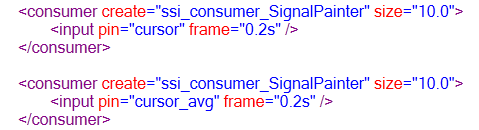 <consumer create="ssi_consumer_SignalPainter" size="10.0">
<input pin="cursor" frame="0.2s" />
</consumer>
<consumer create="ssi_consumer_SignalPainter" size="10.0">
<input pin="cursor_avg" frame="0.2s" />
</consumer>